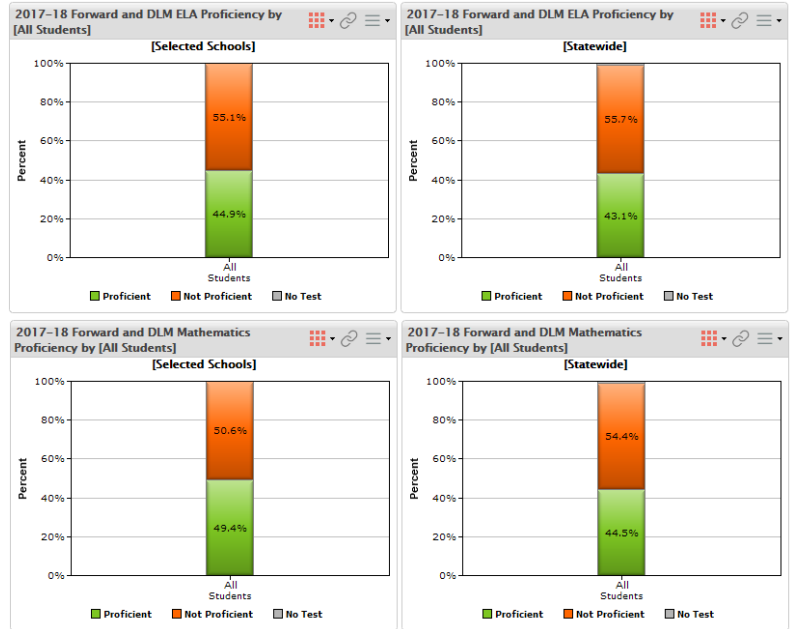 2017-18 Forward and DLM ELA Proficiency by
[All Students]
[Selected Schools]
100%
80%
60%
40%
20%
0%
Percent
55.1%
44.9%
All
Students
Proficient Not Proficient No Test
2017-18 Forward and DLM ELA Proficiency by
[All Students]
[Statewide]
100%
80%
60%
40%
20%
0%
Percent
55.7%
43.1%
All
Students
Proficient Not Proficient No Test
2017-18 Forward and DLM Mathematics
Proficiency by [All Students]
[Selected Schools]
100%
80%
60%
40%
20%
0%
Percent
50.6%
49.4%
All
Students
Proficient Not Proficient No Test
2017-18 Forward and DLM Mathematics
Proficiency by [All Students]
[Statewide]
100%
80%
60%
40%
20%
0%
Percent
54.4%
44.5%
All
Students
Proficient Not Proficient No Test